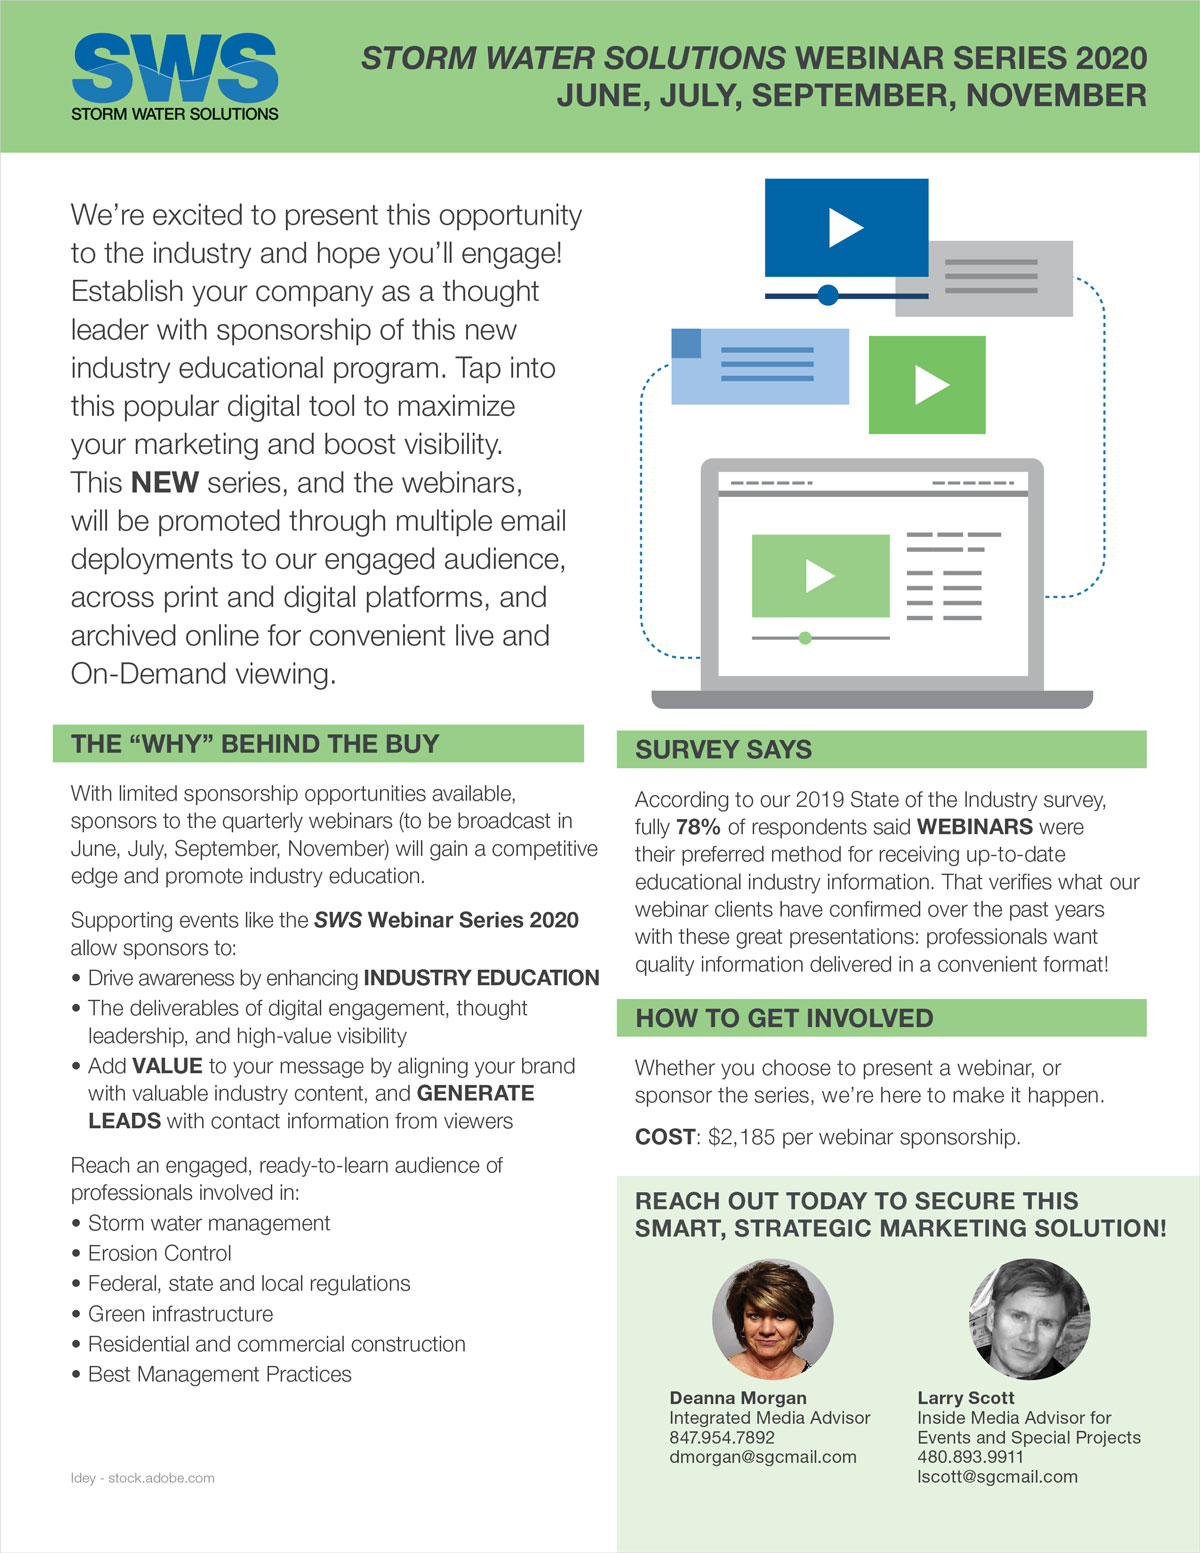 SWS
STORM WATER SOLUTIONS
STORM WATER SOLUTIONS WEBINAR SERIES 2020
JUNE, JULY, SEPTEMBER, NOVEMBER
We’re excited to present this opportunity
to the industry and hope you’ll engage!
Establish your company as a thought
leader with sponsorship of this new
industry educational program. Tap into
this popular digital tool to maximize
your marketing and boost visibility.
This NEW series, and the webinars,
will be promoted through multiple email
deployments to our engaged audience,
across print and digital platforms, and
archived online for convenient live and
On-Demand viewing.
THE “WHY” BEHIND THE BUY
With limited sponsorship opportunities available,
sponsors to the quarterly webinars (to be broadcast in
June, July, September, November) will gain a competitive
edge and promote industry education.
Supporting events like the SWS Webinar Series 2020
allow sponsors to:
• Drive awareness by enhancing INDUSTRY EDUCATION
• The deliverables of digital engagement, thought
leadership, and high-value visibility
• Add VALUE to your message by aligning your brand
with valuable industry content, and GENERATE
LEADS with contact information from viewers
Reach an engaged, ready-to-learn audience of
professionals involved in:
• Storm water management
• Erosion Control
• Federal, state and local regulations
• Green infrastructure
• Residential and commercial construction
• Best Management Practices
Idey - stock.adobe.com
SURVEY SAYS
According to our 2019 State of the Industry survey,
fully 78% of respondents said WEBINARS were
their preferred method for receiving up-to-date
educational industry information. That verifies what our
webinar clients have confirmed over the past years
with these great presentations: professionals want
quality information delivered in a convenient format!
HOW TO GET INVOLVED
Whether you choose to present a webinar, or
sponsor the series, we’re here to make it happen.
COST: $2,185 per webinar sponsorship.
REACH OUT TODAY TO SECURE THIS
SMART, STRATEGIC MARKETING SOLUTION!
Deanna Morgan
Integrated Media Advisor
847.954.7892
dmorgan@sgcmail.com
Larry Scott
Inside Media Advisor for
Events and Special Projects
480.893.9911
lscott@sgcmail.com